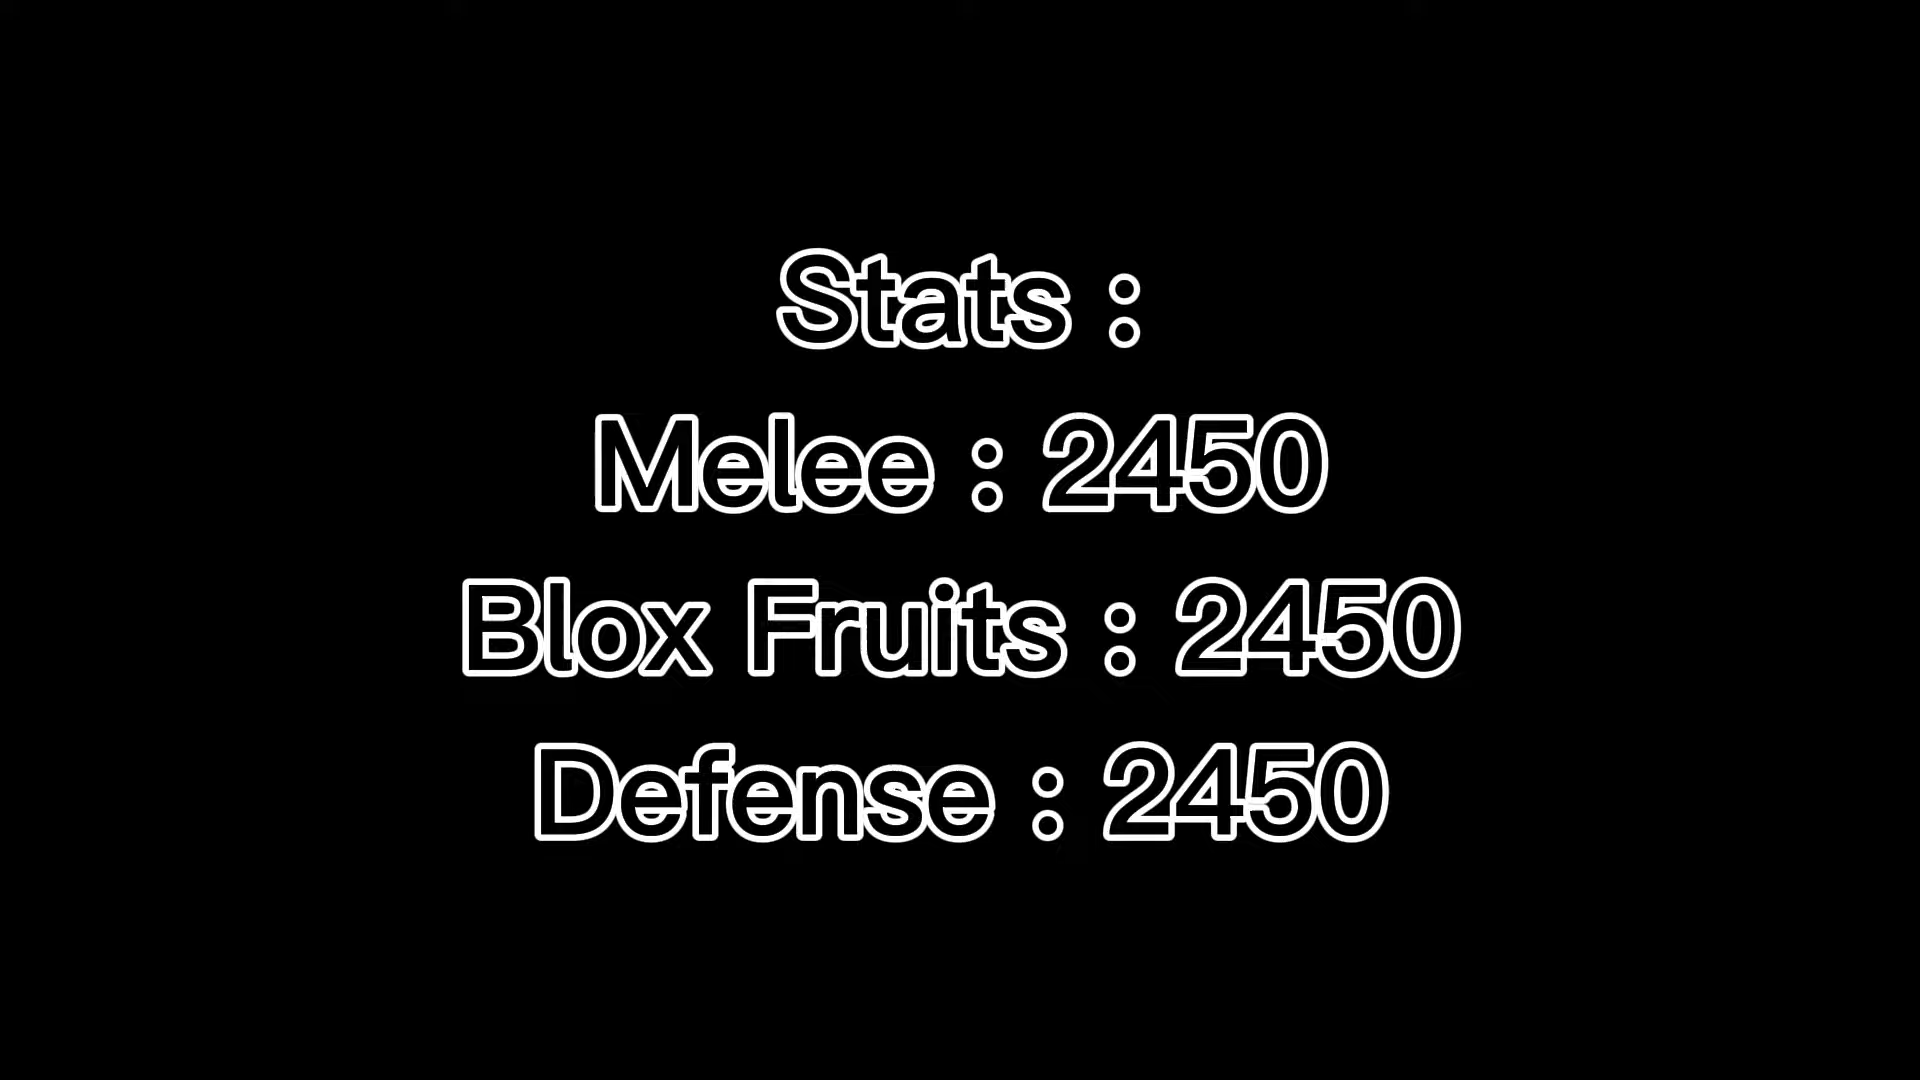 Stats :
Melee : 2450
Blox Fruits : 2450
Defense : 2450